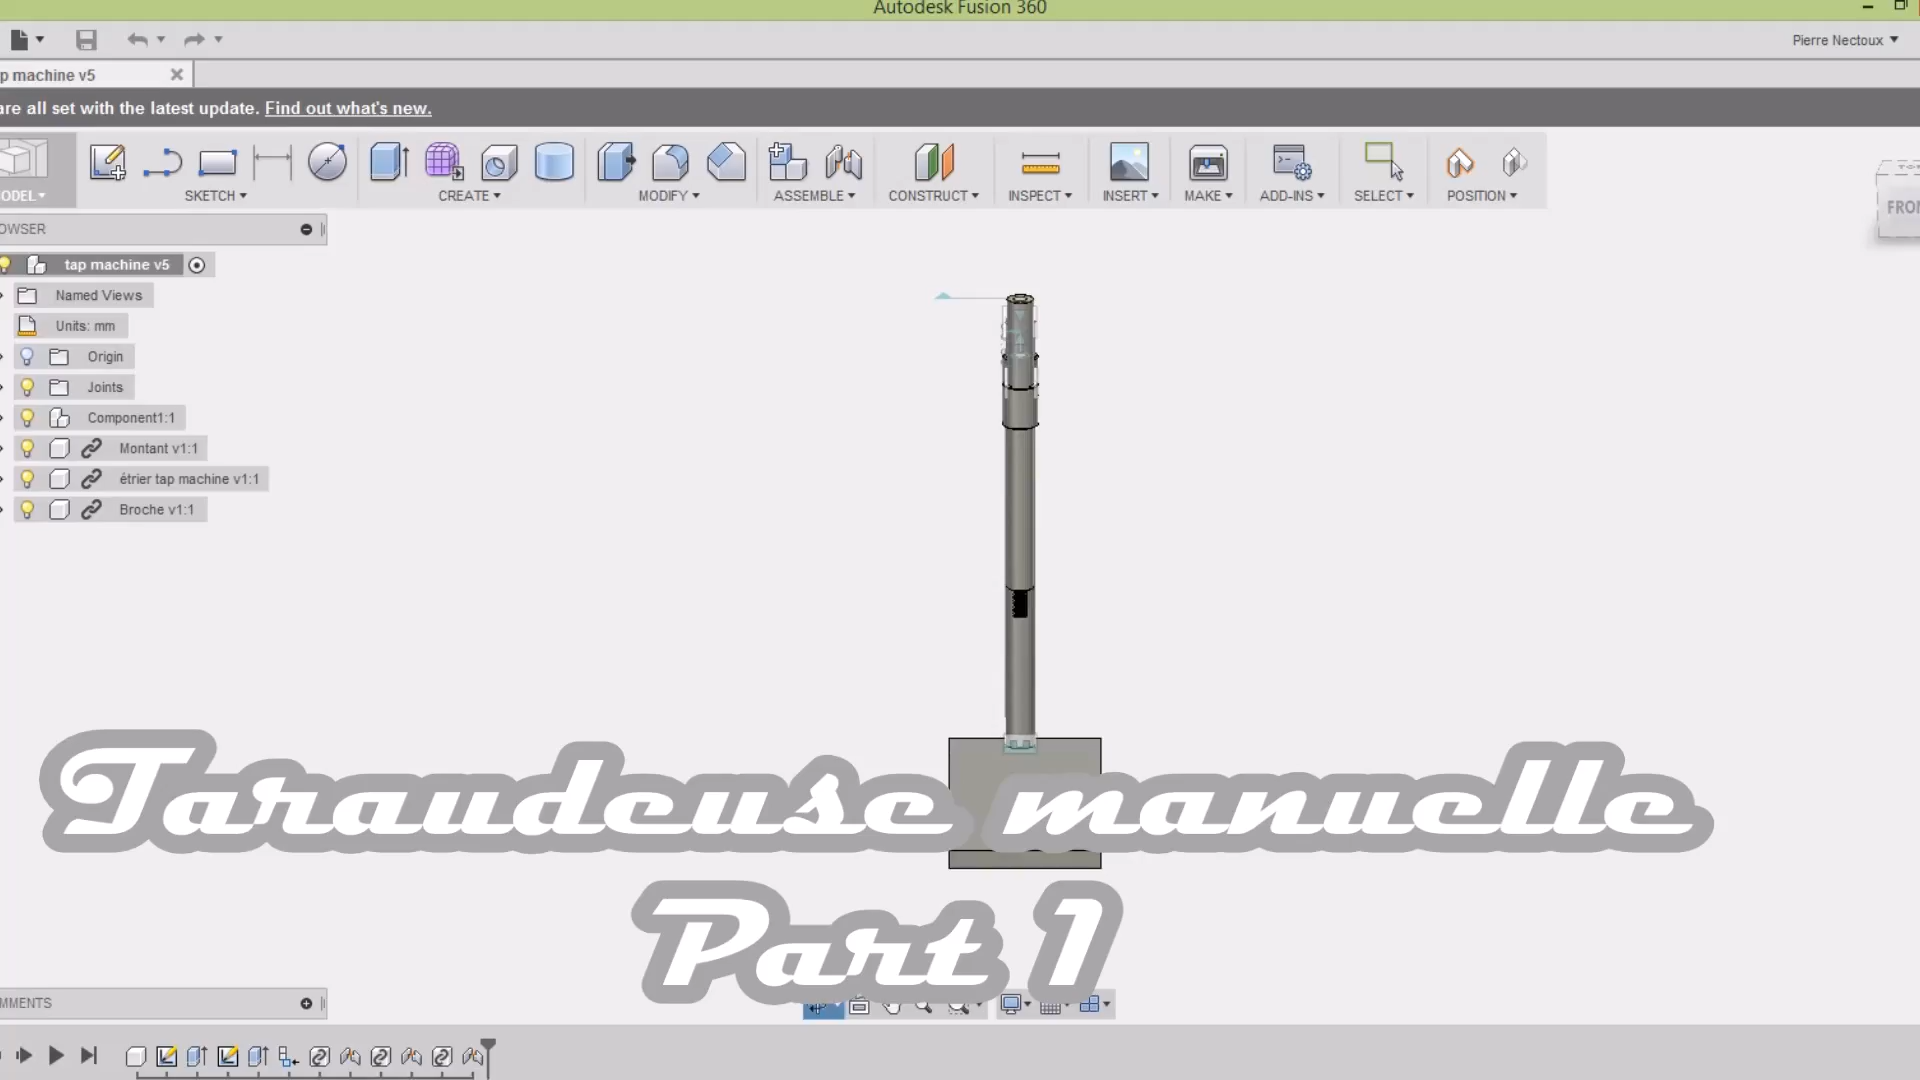 Autodesk Fusion 360
Pierre Nectoux
p machine v5
are all set with the latest update. Find out what's new.
ODEL
SKETCH
CREATE
MODIFY
ASSEMBLE
CONSTRUCT
INSPECT
INSERT
MAKE
ADD-INS
SELECT
POSITION
TOP
FRON
OWSER
tap machine v5
Named Views
Units: mm
Origin
Joints
Component1:1
Montant v1:1
étrier tap machine v1:1
Broche v1:1
Taraudeuse manuelle
Part 1
MMENTS